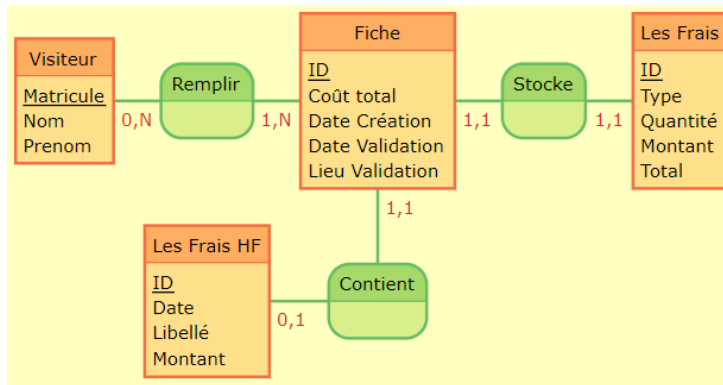 Visiteur
Matricule
Nom
Prenom
0,N
Remplir
1,N
Fiche
ID
Coût total
Date Création
Date Validation
Lieu Validation
1,1
Stocke
1,1
Les Frais
ID
Type
Quantité
Montant
Total
1,1
Les Frais HF
ID
Date
Libellé
Montant
0,1
Contient